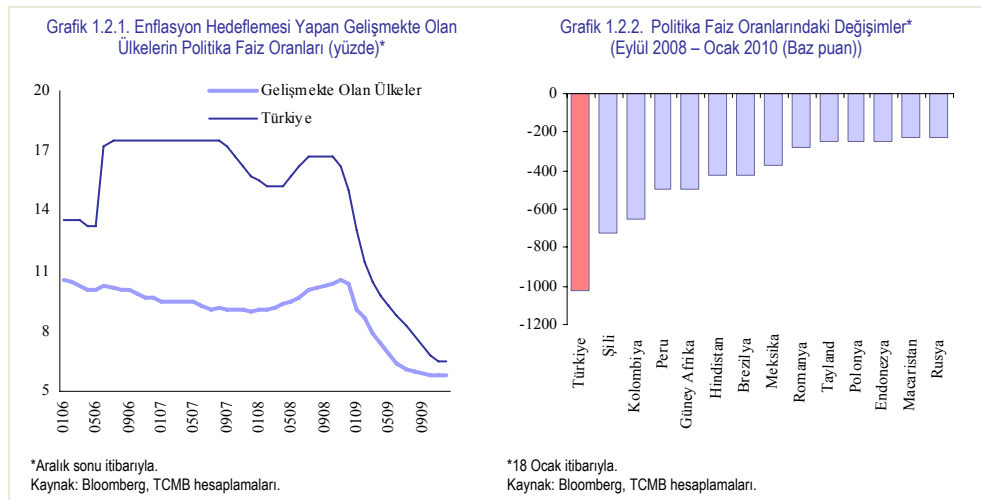 Grafik 1.2.1. Enflasyon Hedeflemesi Yapan Gelişmekte Olan
Ülkelerin Politika Faiz Oranları (yüzde)*
20
17
14
11
8
5
Gelişmekte Olan Ülkeler
Türkiye
0106
0506
0906
0107
0507
0907
0108
0508
0908
0109
0509
0909
*Aralık sonu itibarıyla.
Kaynak: Bloomberg, TCMB hesaplamaları.
Grafik 1.2.2. Politika Faiz Oranlarındaki Değişimler*
(Eylül 2008 – Ocak 2010 (Baz puan))
0
-200
-400
-600
-800
-1000
-1200
Türkiye
Şili
Kolombiya
Peru
Güney Afrika
Hindistan
Brezilya
Meksika
Romanya
Tayland
Polonya
Endonezya
Macaristan
Rusya
*18 Ocak itibarıyla.
Kaynak: Bloomberg, TCMB hesaplamaları.